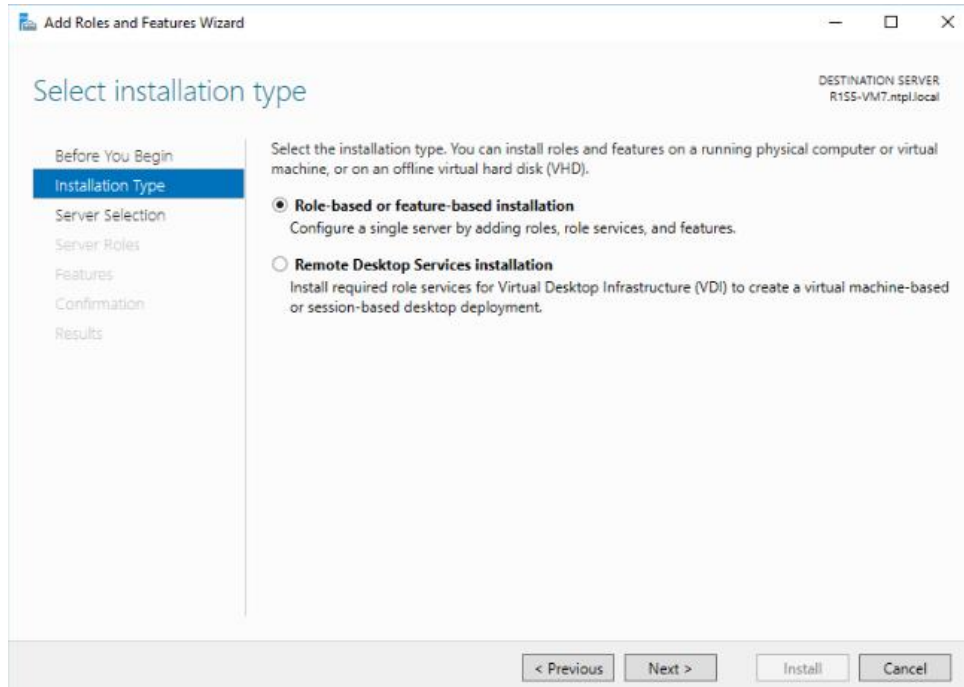 Add Roles and Features Wizard
Select installation type
DESTINATION SERVER
R1S5-VM7.ntpl.local
Before You Begin
Installation Type
Server Selection
Server Roles
Features
Confirmation
Results
Select the installation type. You can install roles and features on a running physical computer or virtual
machine, or on an offline virtual hard disk (VHD).
Role-based or feature-based installation
Configure a single server by adding roles, role services, and features.
Remote Desktop Services installation
Install required role services for Virtual Desktop Infrastructure (VDI) to create a virtual machine-based
or session-based desktop deployment.
< Previous
Next >
Install
Cancel